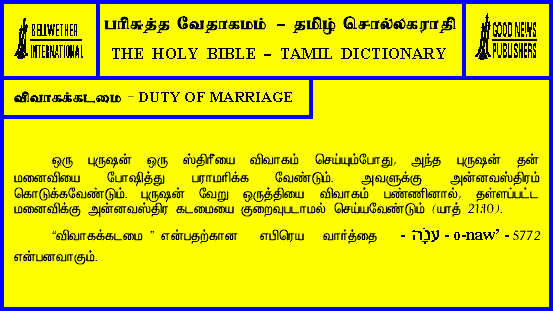 BELLWETHER
INTERNATIONAL
பரிசுத்த வேதாகமம் – தமிழ் சொல்லகராதி
THE HOLY BIBLE – TAMIL DICTIONARY
GOOD NEWS
PUBLISHERS
விவாகக்கடமை – DUTY OF MARRIAGE
ஒரு புருஷன் ஒரு ஸ்திரீயை விவாகம் செய்யும்போது, அந்த புருஷன் தன்
மனைவியை போஷித்து பராமரிக்க வேண்டும். அவளுக்கு அன்னவஸ்திரம்
கொடுக்கவேண்டும். புருஷன் வேறு ஒருத்தியை விவாகம் பண்ணினால், தள்ளப்பட்ட
மனைவிக்கு அன்னவஸ்திர கடமையை குறைவுபடாமல் செய்யவேண்டும் (யாத் 21:10).
“விவாகக்கடமை ” என்பதற்கான எபிரெய வார்த்தை - עֹנָה - o-naw’ - 5772
என்பனவாகும்.